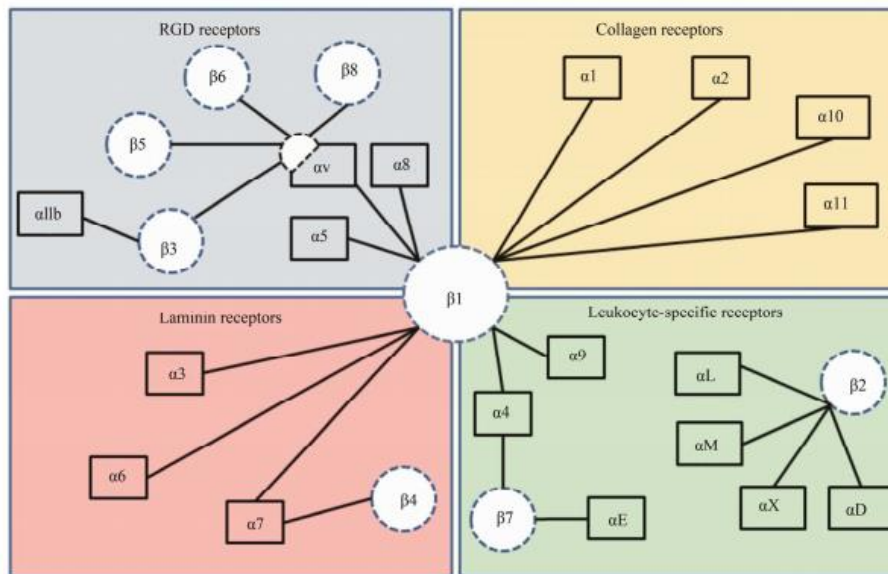 RGD receptors
β6
β8
β5
αv
α8
αllb
β3
α5
Collagen receptors
α1
α2
α10
α11
β1
Laminin receptors
α3
α6
α7
β4
Leukocyte-specific receptors
α9
αL
β2
α4
αM
β7
αE
αX
αD